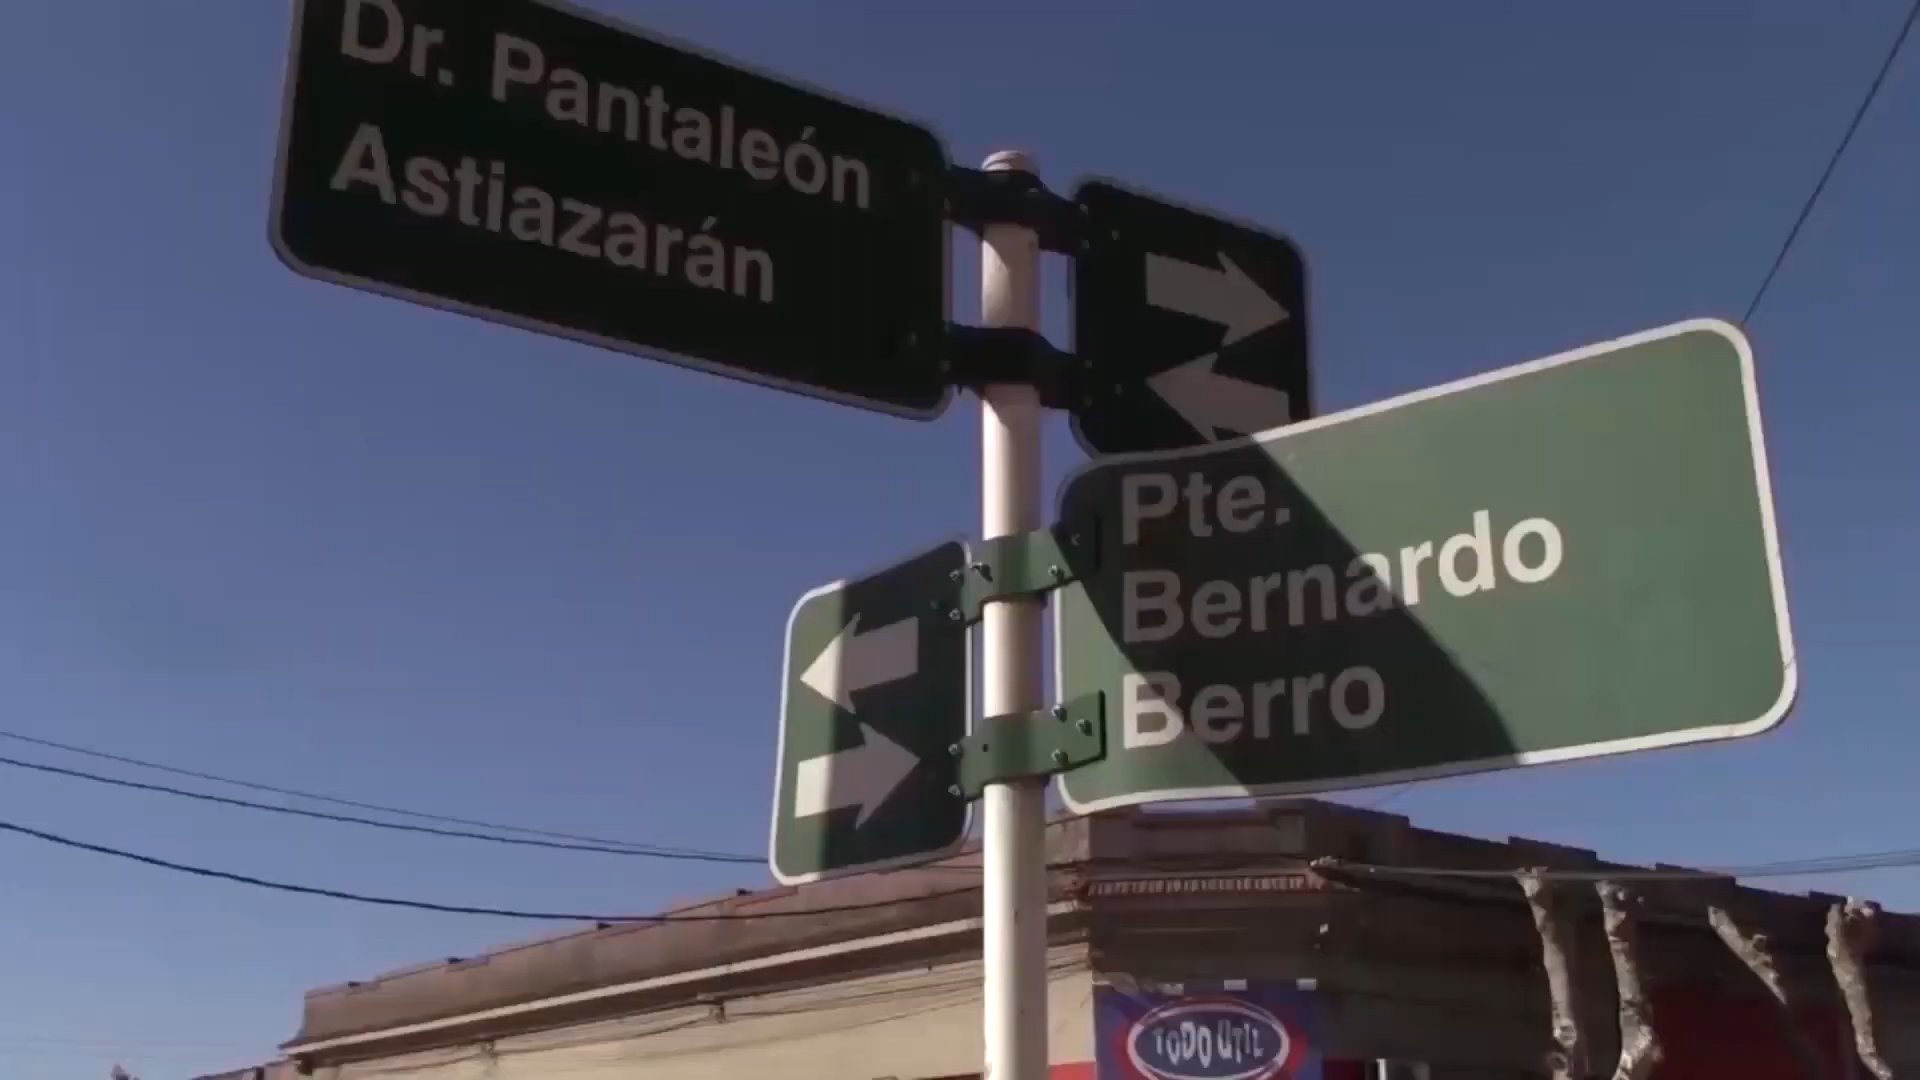 Dr. Pantaleón
Astiazarán
Pte.
Bernardo
Berro
TODO UTIL